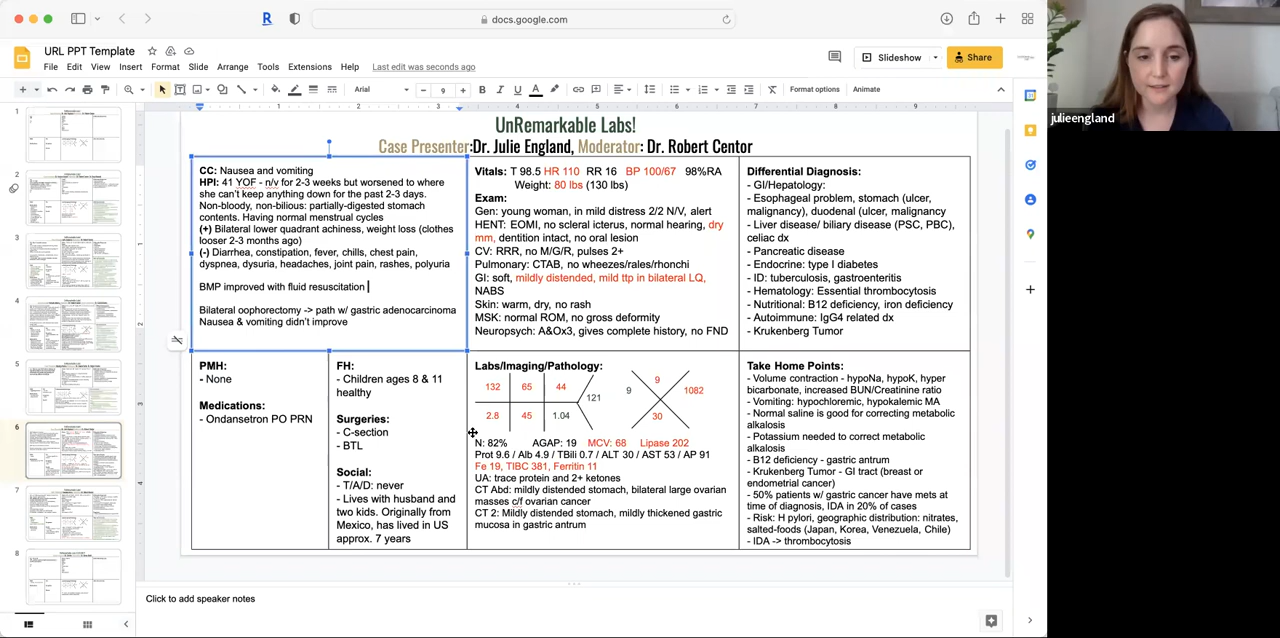 docs.google.com
URL PPT Template
File Edit View Insert Format Slide Arrange Extensions Help Last edit was seconds ago
Slideshow
Share
Arial
9
B I U A
Format options
Animate
julieengland
1
2
3
4
5
6
7
8
UnRemarkable Labs!
Case Presenter:Dr. Julie England, Moderator: Dr. Robert Centor
CC: Nausea and vomiting
HPI: 41 YOF - n/v for 2-3 weeks but worsened to where
she can't keep anything down for the past 2-3 days.
Non-bloody, non-bilious: partially-digested stomach
contents. Having normal menstrual cycles
(+) Bilateral lower quadrant achiness, weight loss (clothes
looser the months ago)
(-) Diarrhea, constipation, fever, chills, chest pain,
dyspnea, dysuria, headaches, joint pain, rashes, polyuria
BMP improved with fluid resuscitation
Bilateral oophorectomy -> path w/ gastric adenocarcinoma
Nausea & vomiting didn't improve
Vitals: T 98.5 HR 110 RR 16 BP 100/67 98%RA
Weight: 80 lbs (130 lbs)
Exam:
Gen: young woman, in mild distress 2/2 N/V, alert
HENT: EOMI, no scleral icterus, normal hearing, dry
mm, dentition intact, no oral lesion
CV: RRR, no M/G/R, pulses 2+
Pulmonary: CTAB, no wheezes/rales/rhonchi
GI: soft, mildly distended, mild ttp in bilateral LQ,
NABS
Skin: warm, dry, no rash
MSK: normal ROM, no gross deformity
Neuropsych: A&Ox3, gives complete history, no FND
Differential Diagnosis:
- GI/Hepatology:
- Esophageal problem, stomach (ulcer,
malignancy), duodenal (ulcer, malignancy
- Liver disease/ biliary disease (PSC, PBC),
celiac dx
- Pancreatic disease
- Endocrine: type I diabetes
- ID: tuberculosis, gastroenteritis
- Hematology: Essential thrombocytosis
- Nutritional: B12 deficiency, iron deficiency
- Autoimmune: IgG4 related dx
- Krukenberg Tumor
PMH:
- None
Medications:
- Ondansetron PO PRN
FH:
- Children ages 8 & 11
healthy
Surgeries:
- C-section
- BTL
Social:
- T/A/D: never
- Lives with husband and
two kids. Originally from
Mexico, has lived in US
approx. 7 years
Labs/Imaging/Pathology:
132 65 44 121 9 9 1082
2.8 45 1.04 30
N: 82% AGAP: 19 MCV: 68 Lipase 202
Prot 9.9 / Alb 4.9 / TBili 0.7 / ALT 30 / AST 53 / AP 91
Fe 19, TIBC 381, Ferritin 11
UA: trace protein and 2+ ketones
CT Abd: mildly distended stomach, bilateral large ovarian
masses c/f ovarian cancer
CT 2: Mildly distended stomach, mildly thickened gastric
mucosa in gastric antrum
Take Home Points:
- Volume contraction - hypoNa, hypoK, hyper
bicarbonate, increased BUN/Creatinine ratio
- Vomiting: hypochloremic, hypokalemic MA
- Normal saline is good for correcting metabolic
alkalosis
- Potassium needed to correct metabolic
alkalosis
- B12 deficiency - gastric antrum
- Krukenberg Tumor - GI tract (breast or
endometrial cancer)
patients w/ gastric cancer have mets at
time of diagnosis, IDA in 20% of cases
- Risk: H pylori, geographic distribution: nitrates,
salted-foods (Japan, Korea, Venezuela, Chile)
- IDA -> thrombocytosis
Click to add speaker notes